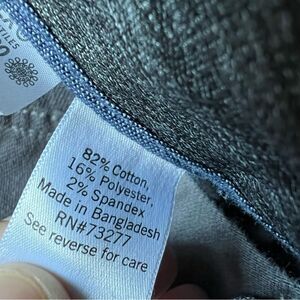 82% Cotton,
16% Polyester,
2% Spandex
Made in Bangladesh
RN#73277
See reverse for care